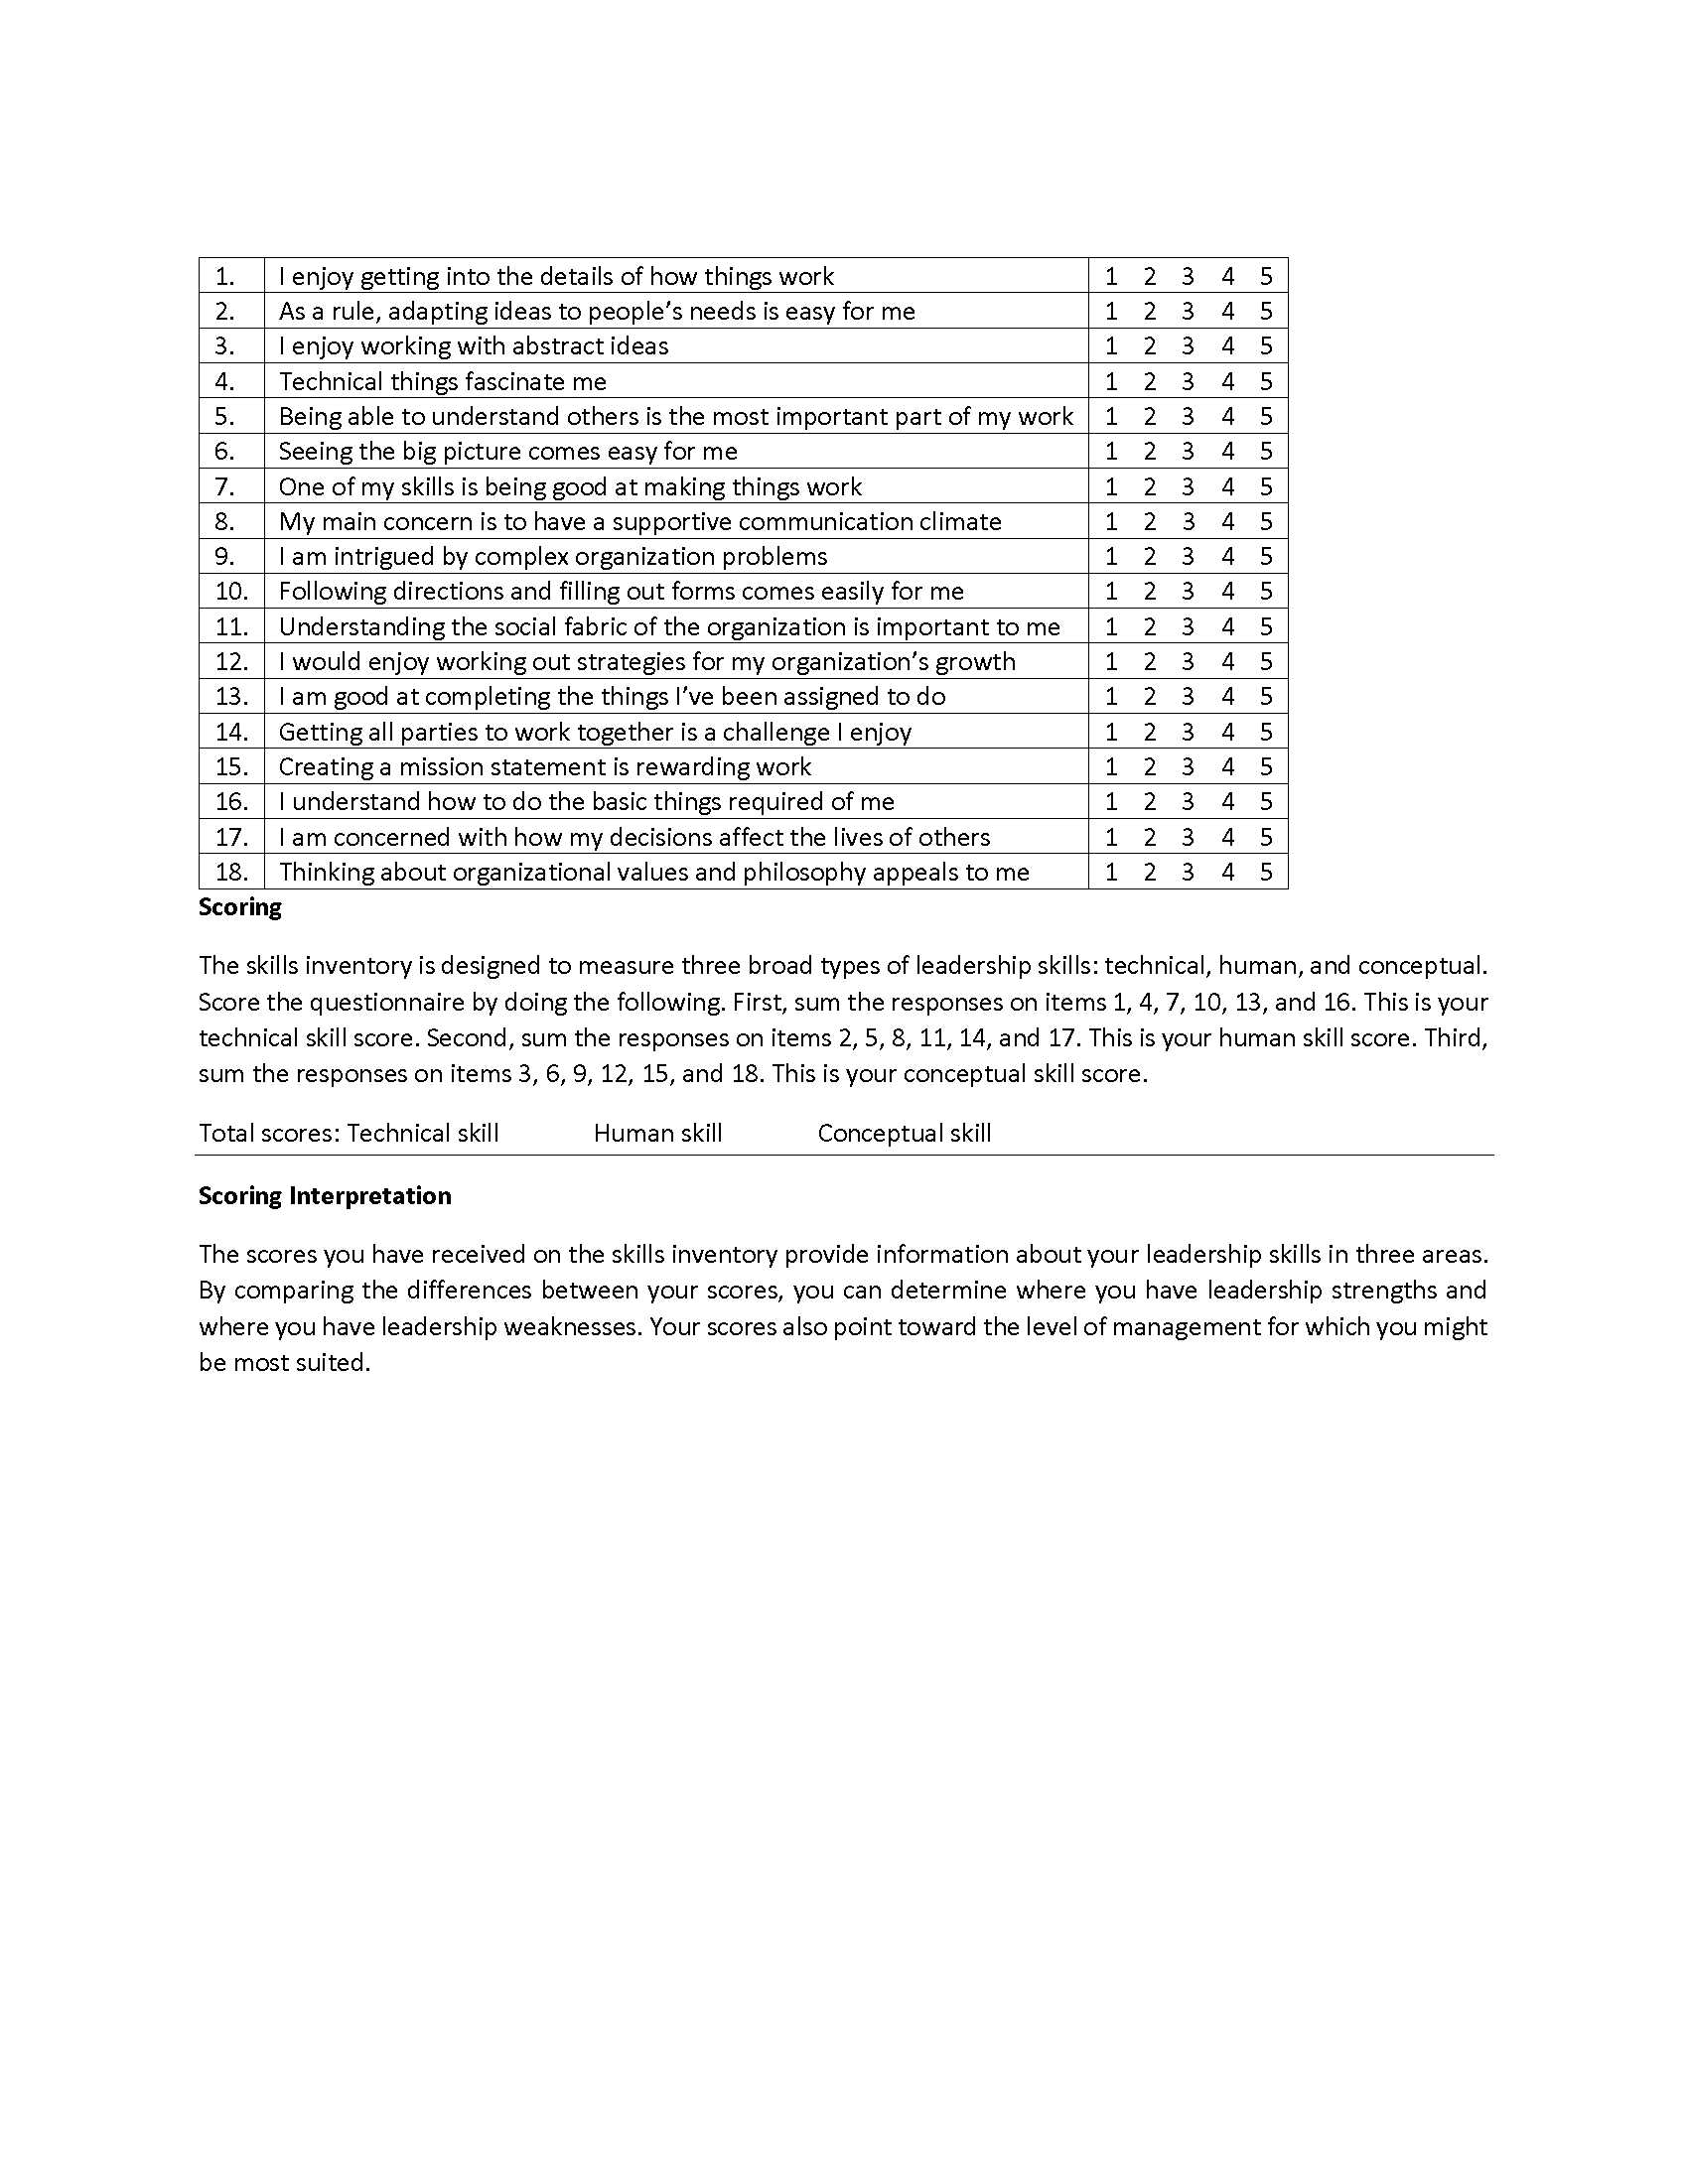 1. I enjoy getting into the details of how things work 1 2 3 4 5
2. As a rule, adapting ideas to people’s needs is easy for me 1 2 3 4 5
3. I enjoy working with abstract ideas 1 2 3 4 5
4. Technical things fascinate me 1 2 3 4 5
5. Being able to understand others is the most important part of my work 1 2 3 4 5
6. Seeing the big picture comes easy for me 1 2 3 4 5
7. One of my skills is being good at making things work 1 2 3 4 5
8. My main concern is to have a supportive communication climate 1 2 3 4 5
9. I am intrigued by complex organization problems 1 2 3 4 5
10. Following directions and filling out forms comes easily for me 1 2 3 4 5
11. Understanding the social fabric of the organization is important to me 1 2 3 4 5
12. I would enjoy working out strategies for my organization’s growth 1 2 3 4 5
13. I am good at completing the things I’ve been assigned to do 1 2 3 4 5
14. Getting all parties to work together is a challenge I enjoy 1 2 3 4 5
15. Creating a mission statement is rewarding work 1 2 3 4 5
16. I understand how to do the basic things required of me 1 2 3 4 5
17. I am concerned with how my decisions affect the lives of others 1 2 3 4 5
18. Thinking about organizational values and philosophy appeals to me 1 2 3 4 5
Scoring
The skills inventory is designed to measure three broad types of leadership skills: technical, human, and conceptual.
Score the questionnaire by doing the following. First, sum the responses on items 1, 4, 7, 10, 13, and 16. This is your
technical skill score. Second, sum the responses on items 2, 5, 8, 11, 14, and 17. This is your human skill score. Third,
sum the responses on items 3, 6, 9, 12, 15, and 18. This is your conceptual skill score.
Total scores: Technical skill Human skill Conceptual skill
Scoring Interpretation
The scores you have received on the skills inventory provide information about your leadership skills in three areas.
By comparing the differences between your scores, you can determine where you have leadership strengths and
where you have leadership weaknesses. Your scores also point toward the level of management for which you might
be most suited.